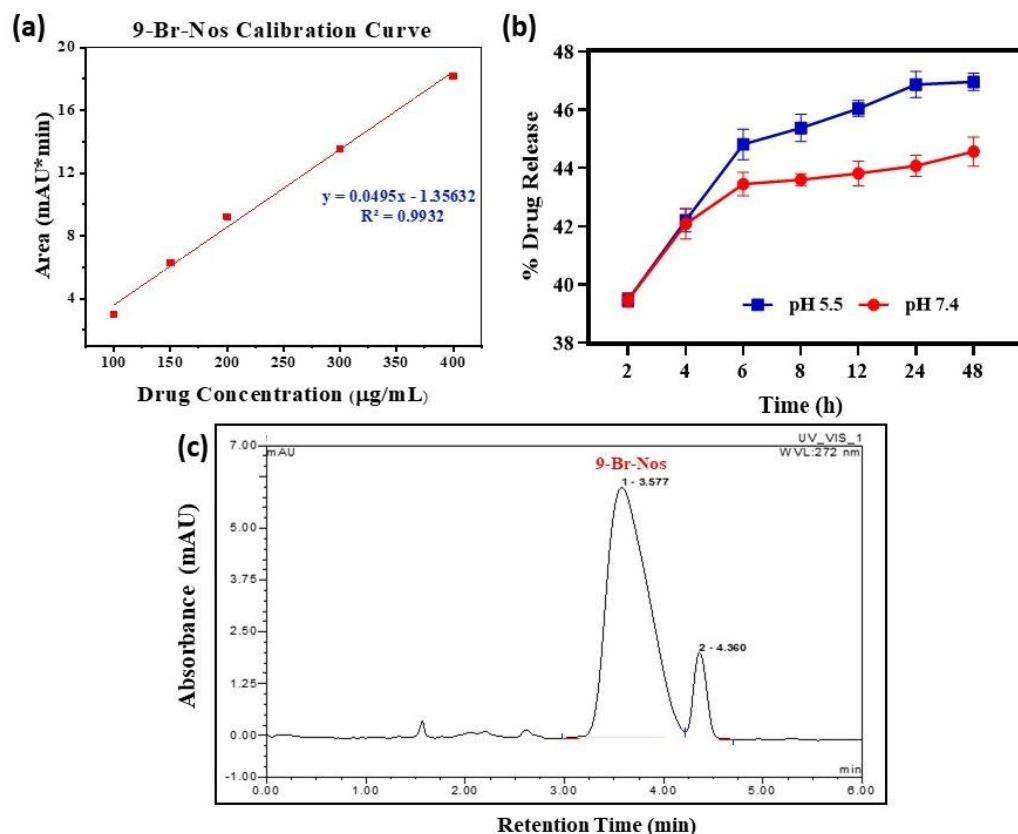 (a)
9-Br-Nos Calibration Curve
20
16
12
8
4
Area (mAU*min)
y = 0.0495x - 1.35632
R² = 0.9932
100 150 200 250 300 350 400
Drug Concentration (μg/mL)
(b)
48
46
44
42
40
38
% Drug Release
pH 5.5 pH 7.4
2 4 6 8 12 24 48
Time (h)
(c)
UV_VIS_1
WVL:272 nm
mAU
7.00
5.00
3.75
2.50
1.25
0.00
-1.00
Absorbance (mAU)
9-Br-Nos
1 - 3.577
2 - 4.360
min
0.00 1.00 2.00 3.00 4.00 5.00 6.00
Retention Time (min)